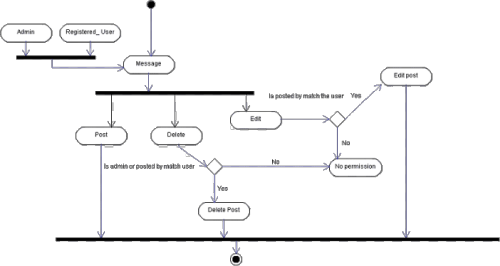 Admin
Registered_ User
Message
Is posted by match the user
Yes
Edit post
Post
Delete
Edit
No
Is admin or posted by match user
No
No permission
Yes
Delete Post